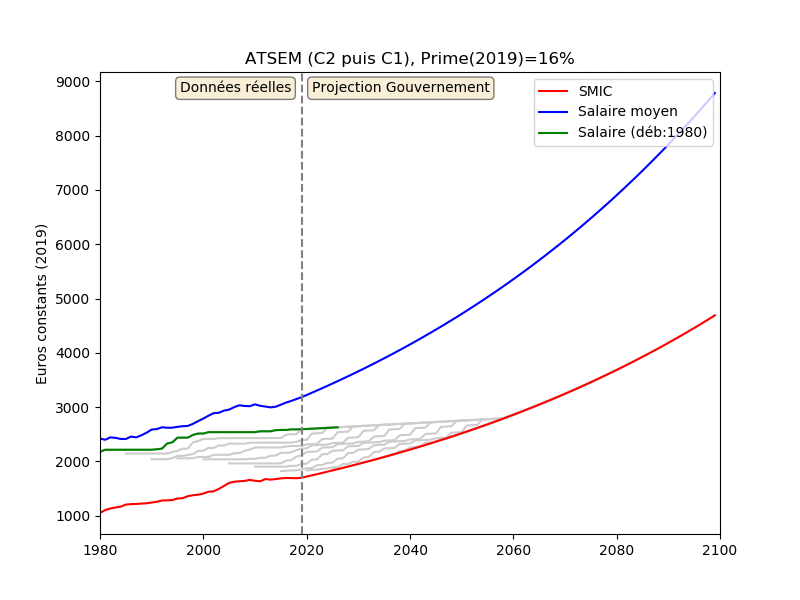 ATSEM (C2 puis C1), Prime(2019)=16%
Données réelles
Projection Gouvernement
SMIC
Salaire moyen
Salaire (déb:1980)
Euros constants (2019)
9000
8000
7000
6000
5000
4000
3000
2000
1000
1980
2000
2020
2040
2060
2080
2100